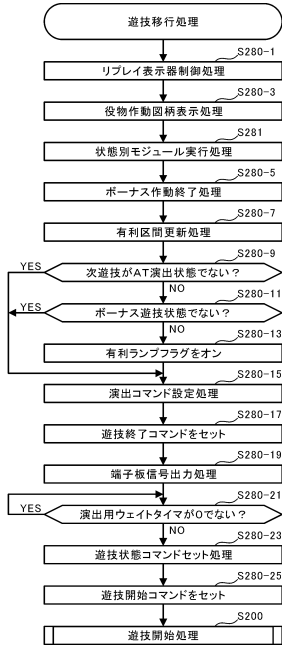 遊技移行処理
S280-1
リプレイ表示器制御処理
S280-3
役物作動図柄表示処理
S281
状態別モジュール実行処理
S280-5
ボーナス作動終了処理
S280-7
有利区間更新処理
S280-9
YES
次遊技がAT演出状態でない？
NO
S280-11
YES
ボーナス遊技状態でない？
NO
S280-13
有利ランプフラグをオン
S280-15
演出コマンド設定処理
S280-17
遊技終了コマンドをセット
S280-19
端子板信号出力処理
S280-21
YES
演出用ウェイトタイマが0でない？
NO
S280-23
遊技状態コマンドセット処理
S280-25
遊技開始コマンドをセット
S200
遊技開始処理